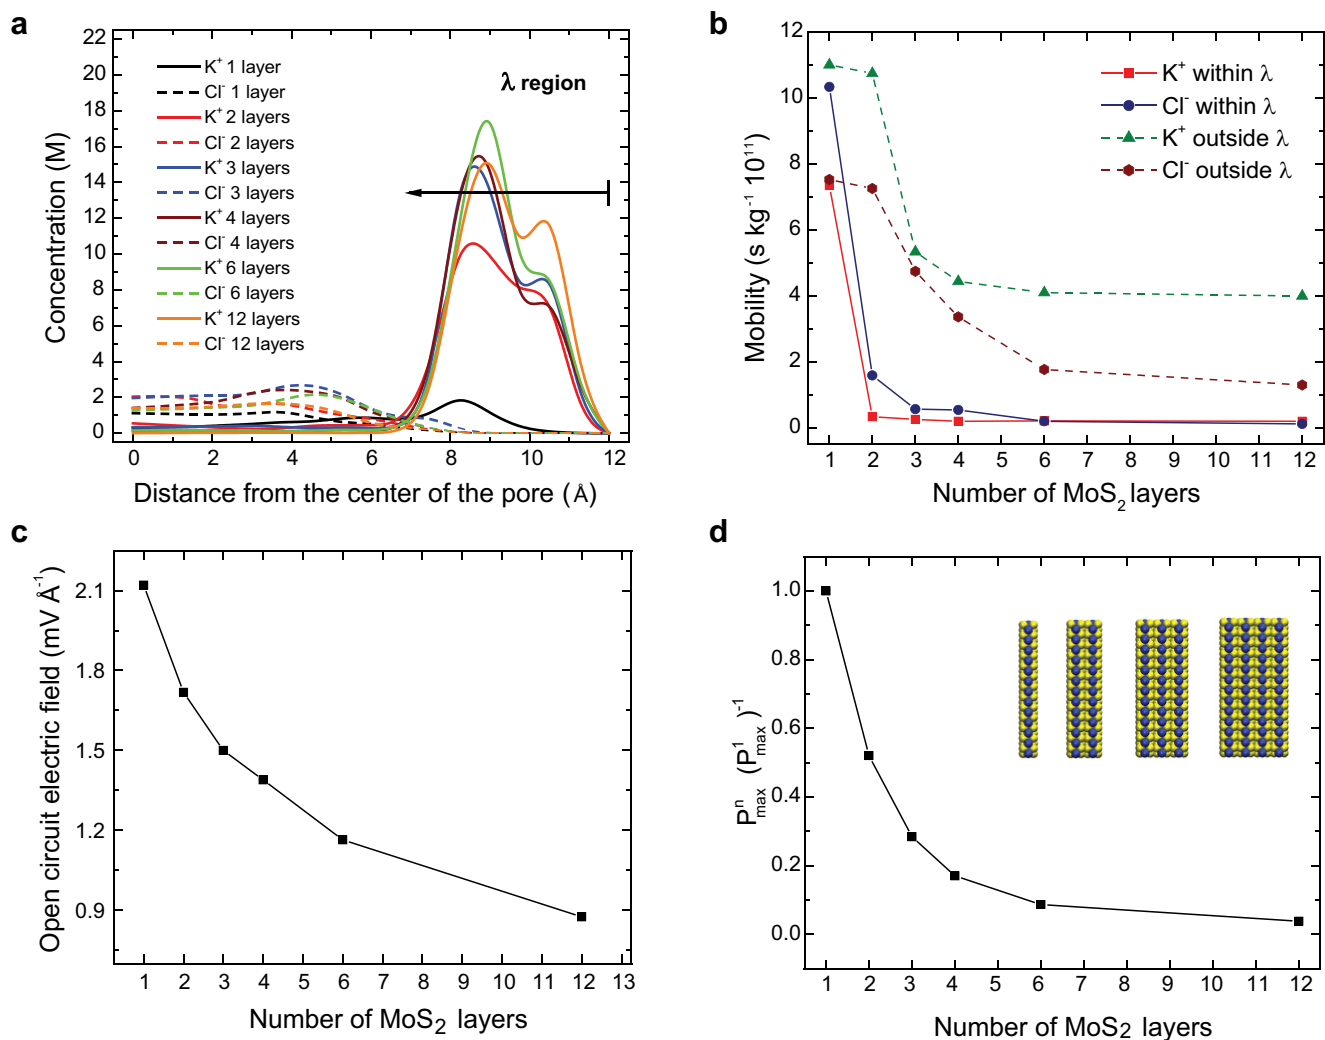 a
22
20
18
16
14
12
10
8
6
4
2
0
Concentration (M)
K⁺ 1 layer
Cl⁻ 1 layer
K⁺ 2 layers
Cl⁻ 2 layers
K⁺ 3 layers
Cl⁻ 3 layers
K⁺ 4 layers
Cl⁻ 4 layers
K⁺ 6 layers
Cl⁻ 6 layers
K⁺ 12 layers
Cl⁻ 12 layers
λ region
0 2 4 6 8 10 12
Distance from the center of the pore (Å)
b
12
10
8
6
4
2
0
Mobility (s kg⁻¹ 10¹¹)
K⁺ within λ
Cl⁻ within λ
K⁺ outside λ
Cl⁻ outside λ
1 2 3 4 5 6 7 8 9 10 11 12
Number of MoS₂ layers
c
2.1
1.8
1.5
1.2
0.9
Open circuit electric field (mV Å⁻¹)
1 2 3 4 5 6 7 8 9 10 11 12 13
Number of MoS₂ layers
d
1.0
0.8
0.6
0.4
0.2
0.0
Pⁿmax (P¹max)⁻¹
1 2 3 4 5 6 7 8 9 10 11 12
Number of MoS₂ layers